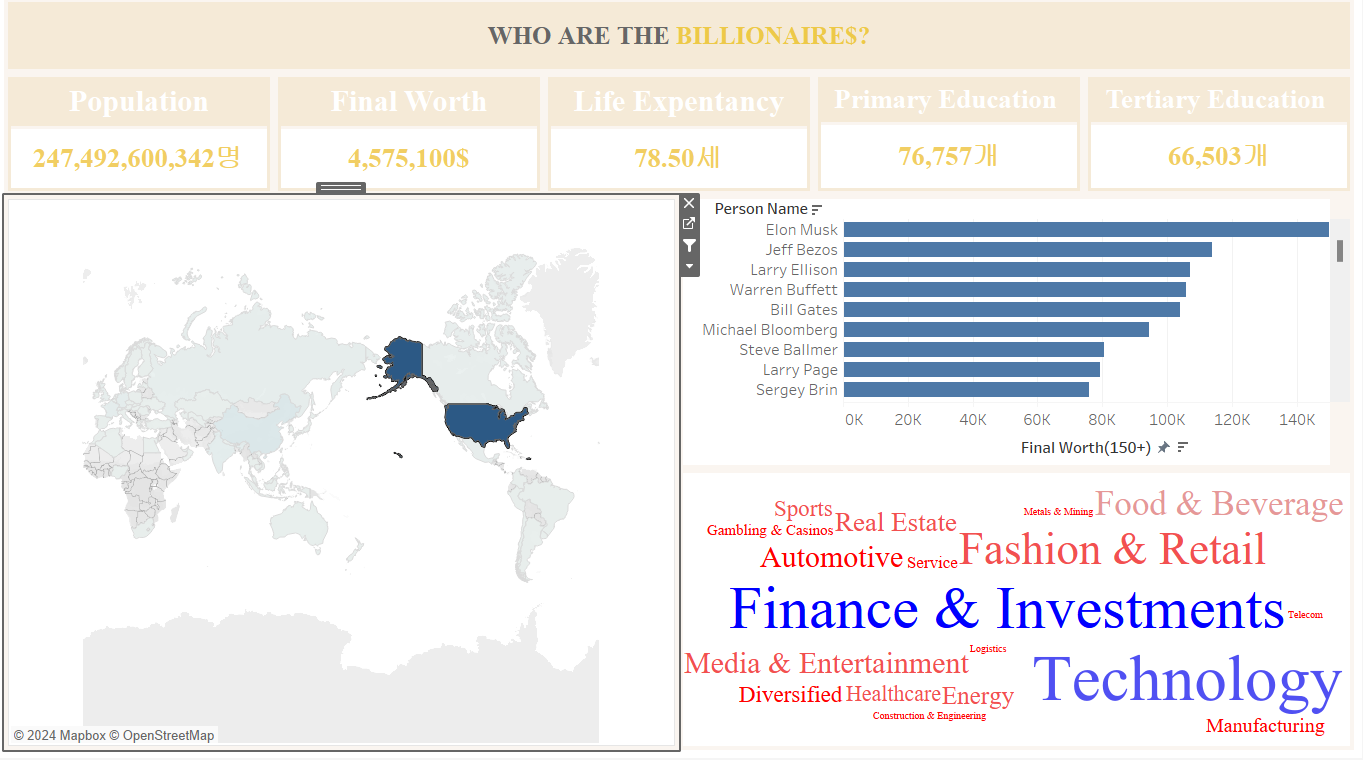 WHO ARE THE BILLIONAIRE$?
Population
Final Worth
Life Expentancy
Primary Education
Tertiary Education
247,492,600,342명
4,575,100$
78.50세
76,757개
66,503개
© 2024 Mapbox © OpenStreetMap
Person Name
Elon Musk
Jeff Bezos
Larry Ellison
Warren Buffett
Bill Gates
Michael Bloomberg
Steve Ballmer
Larry Page
Sergey Brin
0K 20K 40K 60K 80K 100K 120K 140K
Final Worth(150+)
Sports
Metals & Mining
Food & Beverage
Gambling & Casinos
Real Estate
Automotive
Service
Fashion & Retail
Finance & Investments
Telecom
Logistics
Media & Entertainment
Technology
Diversified
Healthcare
Energy
Construction & Engineering
Manufacturing